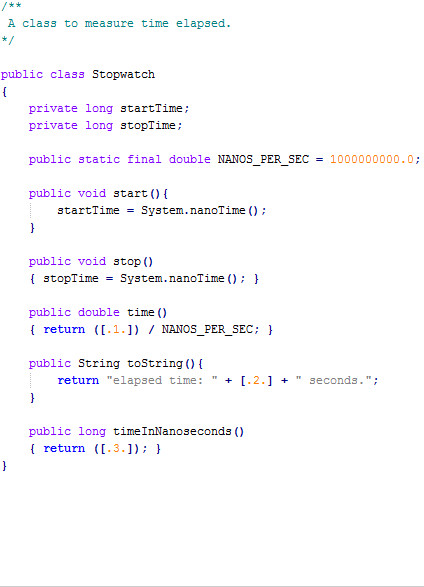 /**
 A class to measure time elapsed.
*/

public class Stopwatch
{
    private long startTime;
    private long stopTime;

    public static final double NANOS_PER_SEC = 1000000000.0;

    public void start(){
        startTime = System.nanoTime();
    }

    public void stop()
    { stopTime = System.nanoTime(); }

    public double time()
    { return ([.1.]) / NANOS_PER_SEC; }

    public String toString(){
        return "elapsed time: " + [.2.] + " seconds.";
    }

    public long timeInNanoseconds()
    { return ([.3.]); }
}